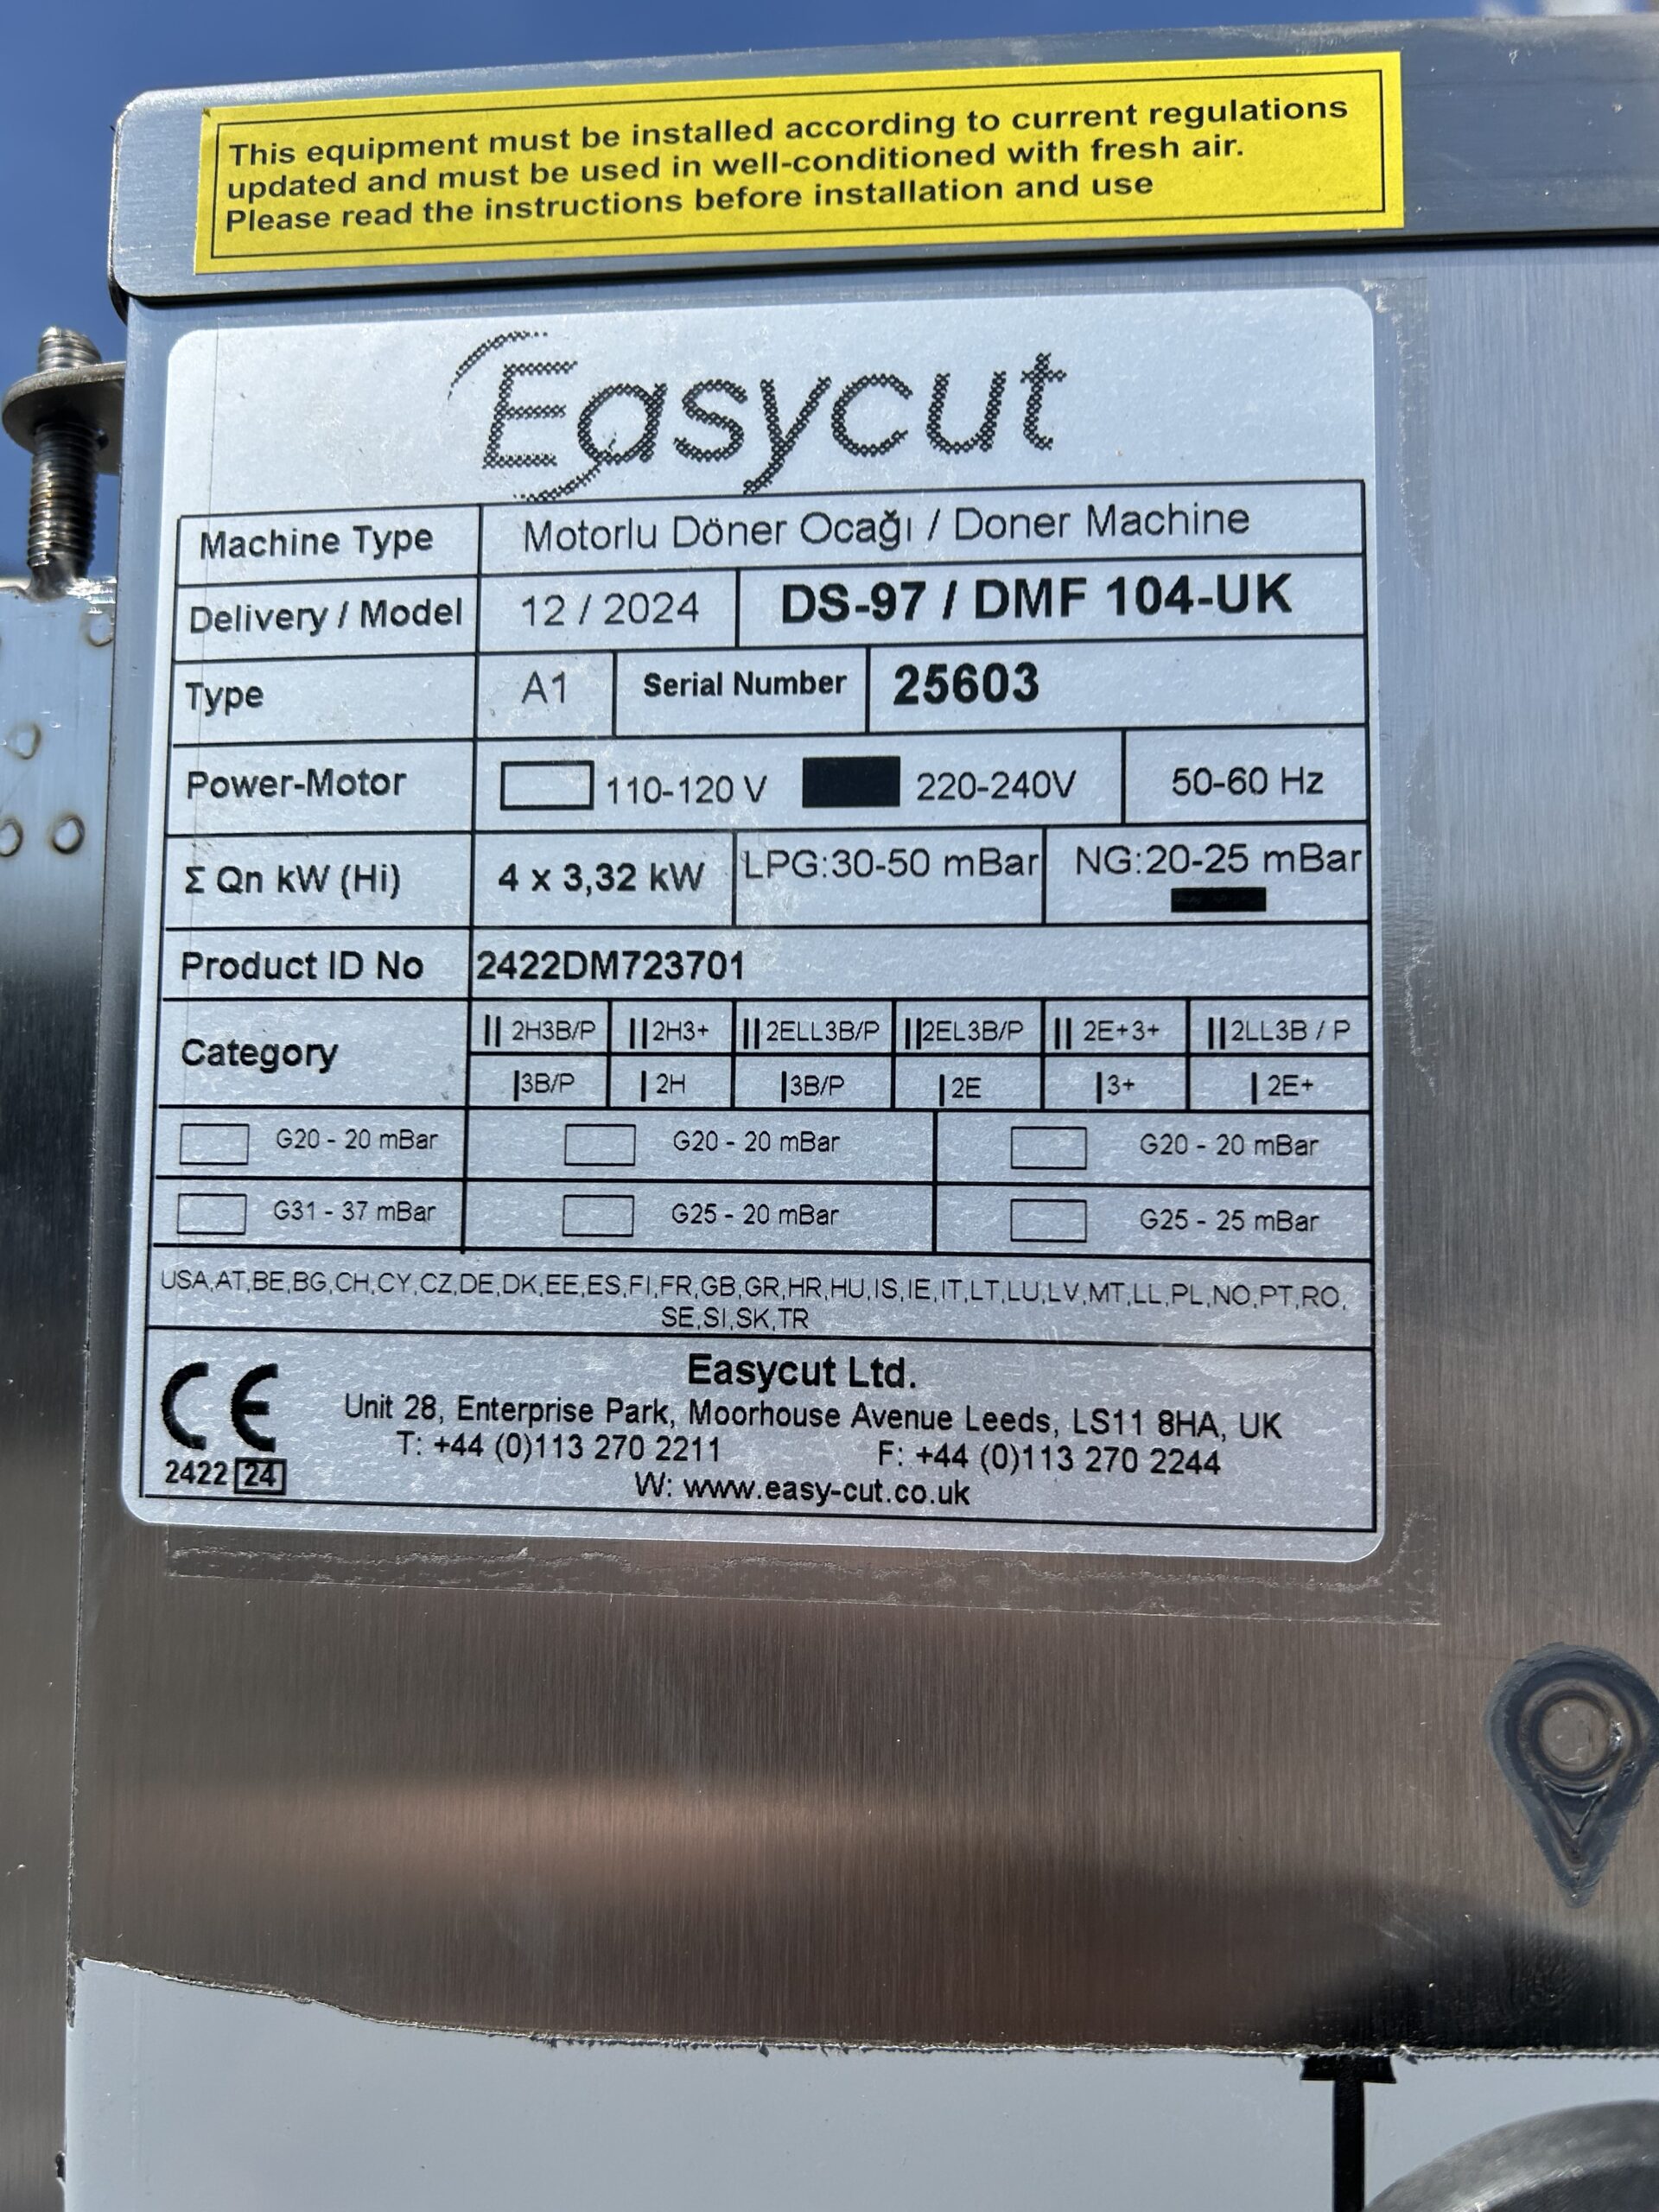 This equipment must be installed according to current regulations
updated and must be used in well-conditioned with fresh air.
Please read the instructions before installation and use
Easycut
Machine Type Motorlu Döner Ocağı / Doner Machine
Delivery / Model 12 / 2024 DS-97 / DMF 104-UK
Type A1 Serial Number 25603
Power-Motor 110-120 V 220-240V 50-60 Hz
Σ Qn kW (Hi) 4 x 3,32 kW LPG:30-50 mBar NG:20-25 mBar
Product ID No 2422DM723701
Category
II 2H3B/P II 2H3+ II 2ELL3B/P II 2EL3B/P II 2E+3+ II 2LL3B / P
I 3B/P I 2H I 3B/P I 2E I 3+ I 2E+
G20 - 20 mBar G20 - 20 mBar G20 - 20 mBar
G31 - 37 mBar G25 - 20 mBar G25 - 25 mBar
USA,AT,BE,BG,CH,CY,CZ,DE,DK,EE,ES,FI,FR,GB,GR,HR,HU,IS,IE,IT,LT,LU,LV,MT,LL,PL,NO,PT,RO,
SE,SI,SK,TR
CE
2422 24
Easycut Ltd.
Unit 28, Enterprise Park, Moorhouse Avenue Leeds, LS11 8HA, UK
T: +44 (0)113 270 2211 F: +44 (0)113 270 2244
W: www.easy-cut.co.uk